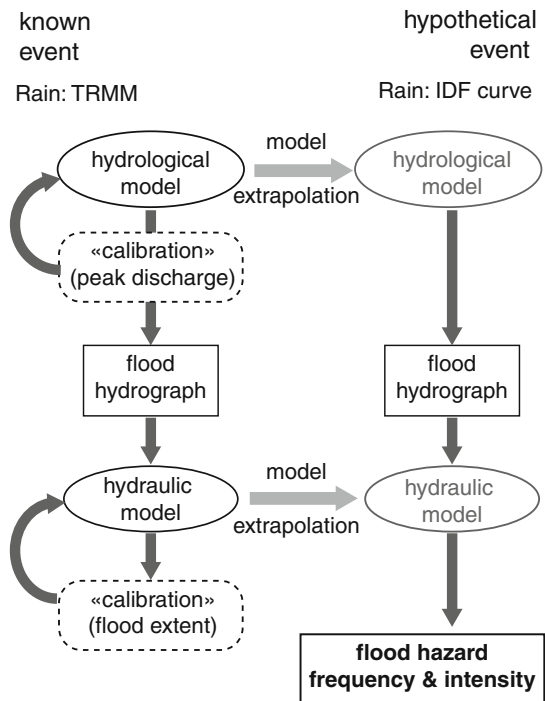 known
event
hypothetical
event
Rain: TRMM
Rain: IDF curve
hydrological
model
model
extrapolation
hydrological
model
«calibration»
(peak discharge)
flood
hydrograph
flood
hydrograph
hydraulic
model
model
extrapolation
hydraulic
model
«calibration»
(flood extent)
flood hazard
frequency & intensity